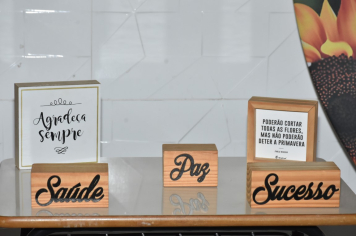 Agradeça
sempre
PODERÃO CORTAR
TODAS AS FLORES,
MAS NÃO PODERÃO
DETER A PRIMAVERA
Saúde
Paz
Sucesso